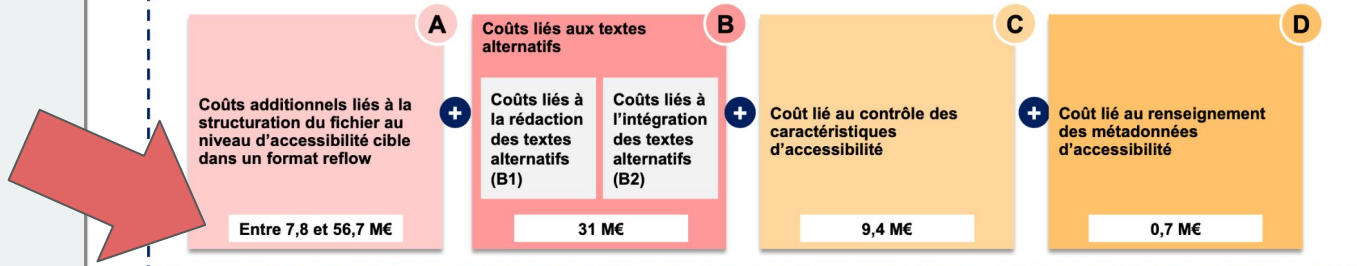 A
Coûts additionnels liés à la
structuration du fichier au
niveau d'accessibilité cible
dans un format reflow
Entre 7,8 et 56,7 M€
+
B
Coûts liés aux textes
alternatifs
Coûts liés à
la rédaction
des textes
alternatifs
(B1)
Coûts liés à
l'intégration
des textes
alternatifs
(B2)
31 M€
+
C
Coût lié au contrôle des
caractéristiques
d'accessibilité
9,4 M€
+
D
Coût lié au renseignement
des métadonnées
d'accessibilité
0,7 M€